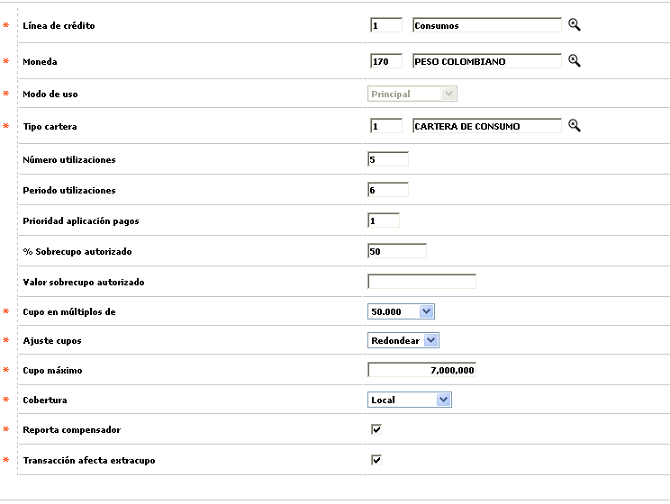 * Línea de crédito 1 Consumos
* Moneda 170 PESO COLOMBIANO
* Modo de uso Principal
* Tipo cartera 1 CARTERA DE CONSUMO
Número utilizaciones 5
Periodo utilizaciones 6
Prioridad aplicación pagos 1
% Sobrecupo autorizado 50
Valor sobrecupo autorizado
* Cupo en múltiplos de 50.000
* Ajuste cupos Redondear
* Cupo máximo 7,000,000
* Cobertura Local
* Reporta compensador
* Transacción afecta extracupo